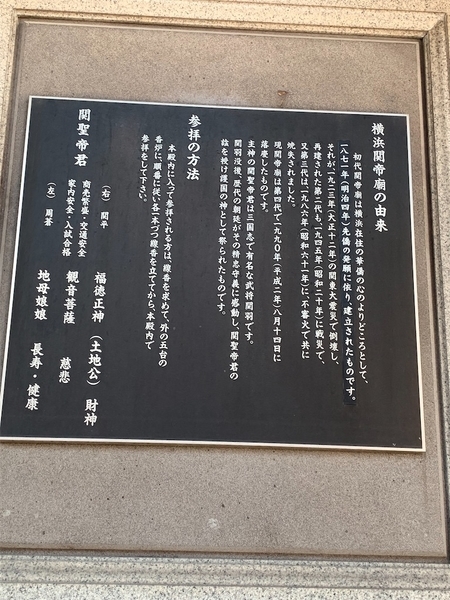 横浜関帝廟の由来
初代関帝廟は横浜在住の華僑の心のよりどころとして、
一八七一年(明治四年)先僑の発願に依り、建立されたものです。
それが一九二三年(大正十二年)の関東大震災で倒壊し、
再建された第二代も、一九四五年(昭和二十年)に戦災で、
又第三代は一九八六年(昭和六十一年)に不審火で共に
焼失されました。
現関帝廟は第四代で一九九〇年(平成二年)八月十四日に
落慶したものです。
主神の関聖帝君は三国志で有名な武将関羽です。
関羽没後、歴代の朝廷がその精忠守義に感動し、関聖帝君の
諡を授け護国の神として祭られたものです。
参拝の方法
本殿内に入って参拝される方は、線香を求めて、外の五台の
香炉に、順番に従い各一本づつ線香を立ててから、本殿内で
参拝をして下さい。
関聖帝君
(右) 関平
商売繁盛・交通安全
家内安全・入試合格
(左) 周蒼
福徳正神 (土地公) 財神
観音菩薩 慈悲
地母娘娘 長寿・健康